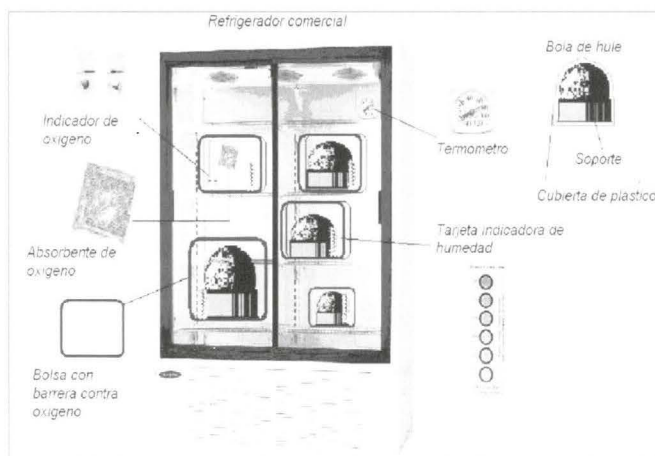 Refrigerador comercial
Bola de hule
Indicador de
oxigeno
Termometro
Soporte
Cubierta de plástico
Tarjeta indicadora de
humedad
Absorbente de
oxigeno
Bolsa con
barrera contra
oxigeno